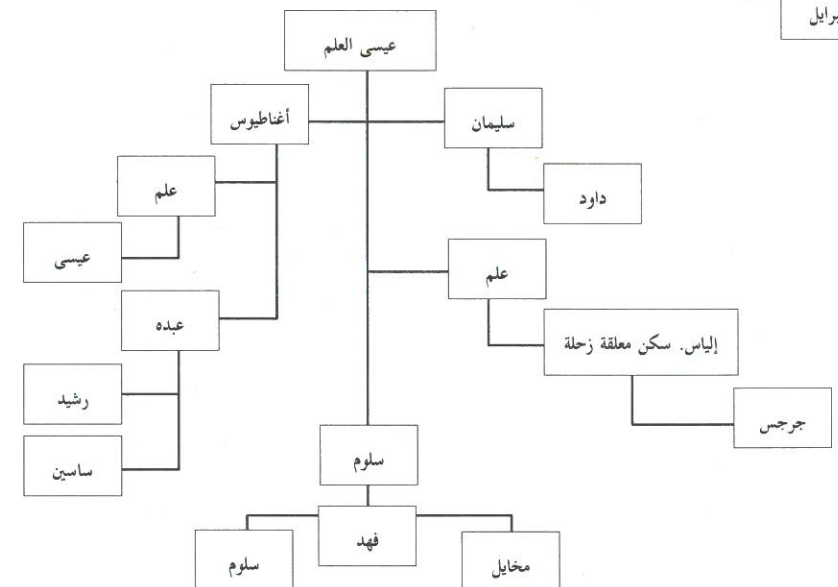 عيسى العلم
أغناطيوس
سليمان
علم
داود
عيسى
علم
عبده
إلياس. سكن معلقة زحلة
رشيد
جرجس
ساسين
سلوم
فهد
سلوم
مخايل